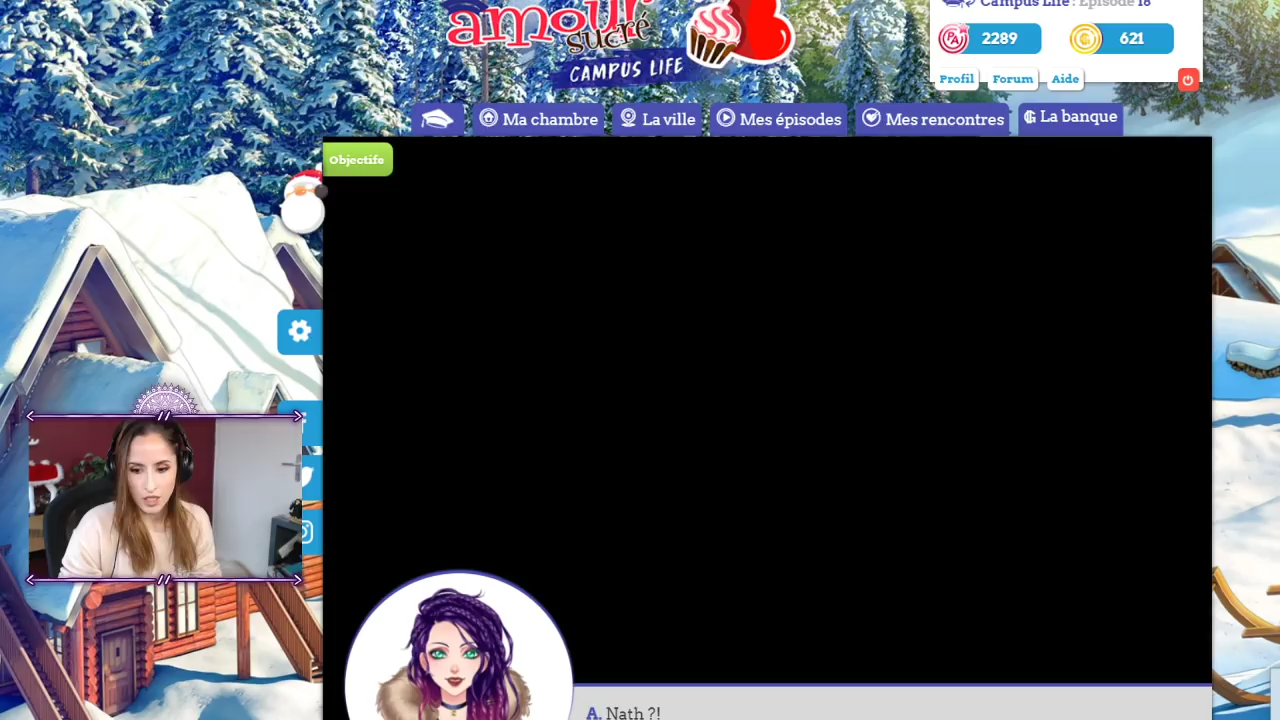 Campus Life : Épisode 18
amour
sucré
CAMPUS LIFE
2289
621
Profil
Forum
Aide
Ma chambre
La ville
Mes épisodes
Mes rencontres
La banque
Objectifs
A. Nath ?!